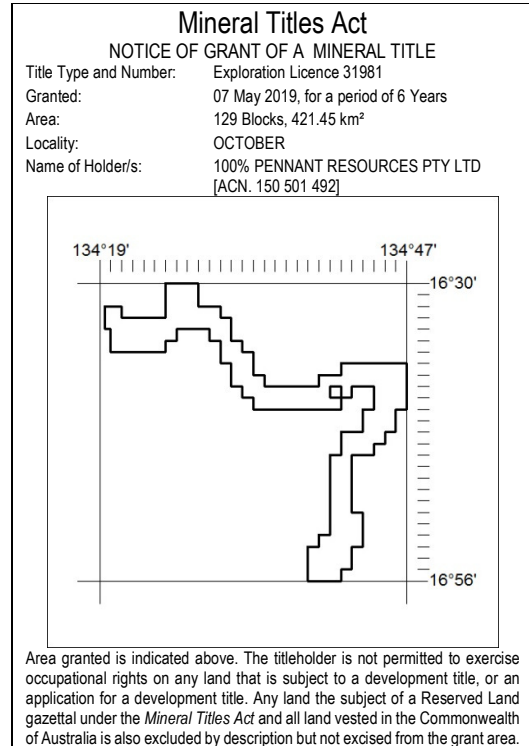 Mineral Titles Act
NOTICE OF GRANT OF A MINERAL TITLE
Title Type and Number: Exploration Licence 31981
Granted: 07 May 2019, for a period of 6 Years
Area: 129 Blocks, 421.45 km²
Locality: OCTOBER
Name of Holder/s: 100% PENNANT RESOURCES PTY LTD
[ACN. 150 501 492]
134°19' 134°47'
16°30'
16°56'
Area granted is indicated above. The titleholder is not permitted to exercise
occupational rights on any land that is subject to a development title, or an
application for a development title. Any land the subject of a Reserved Land
gazettal under the Mineral Titles Act and all land vested in the Commonwealth
of Australia is also excluded by description but not excised from the grant area.